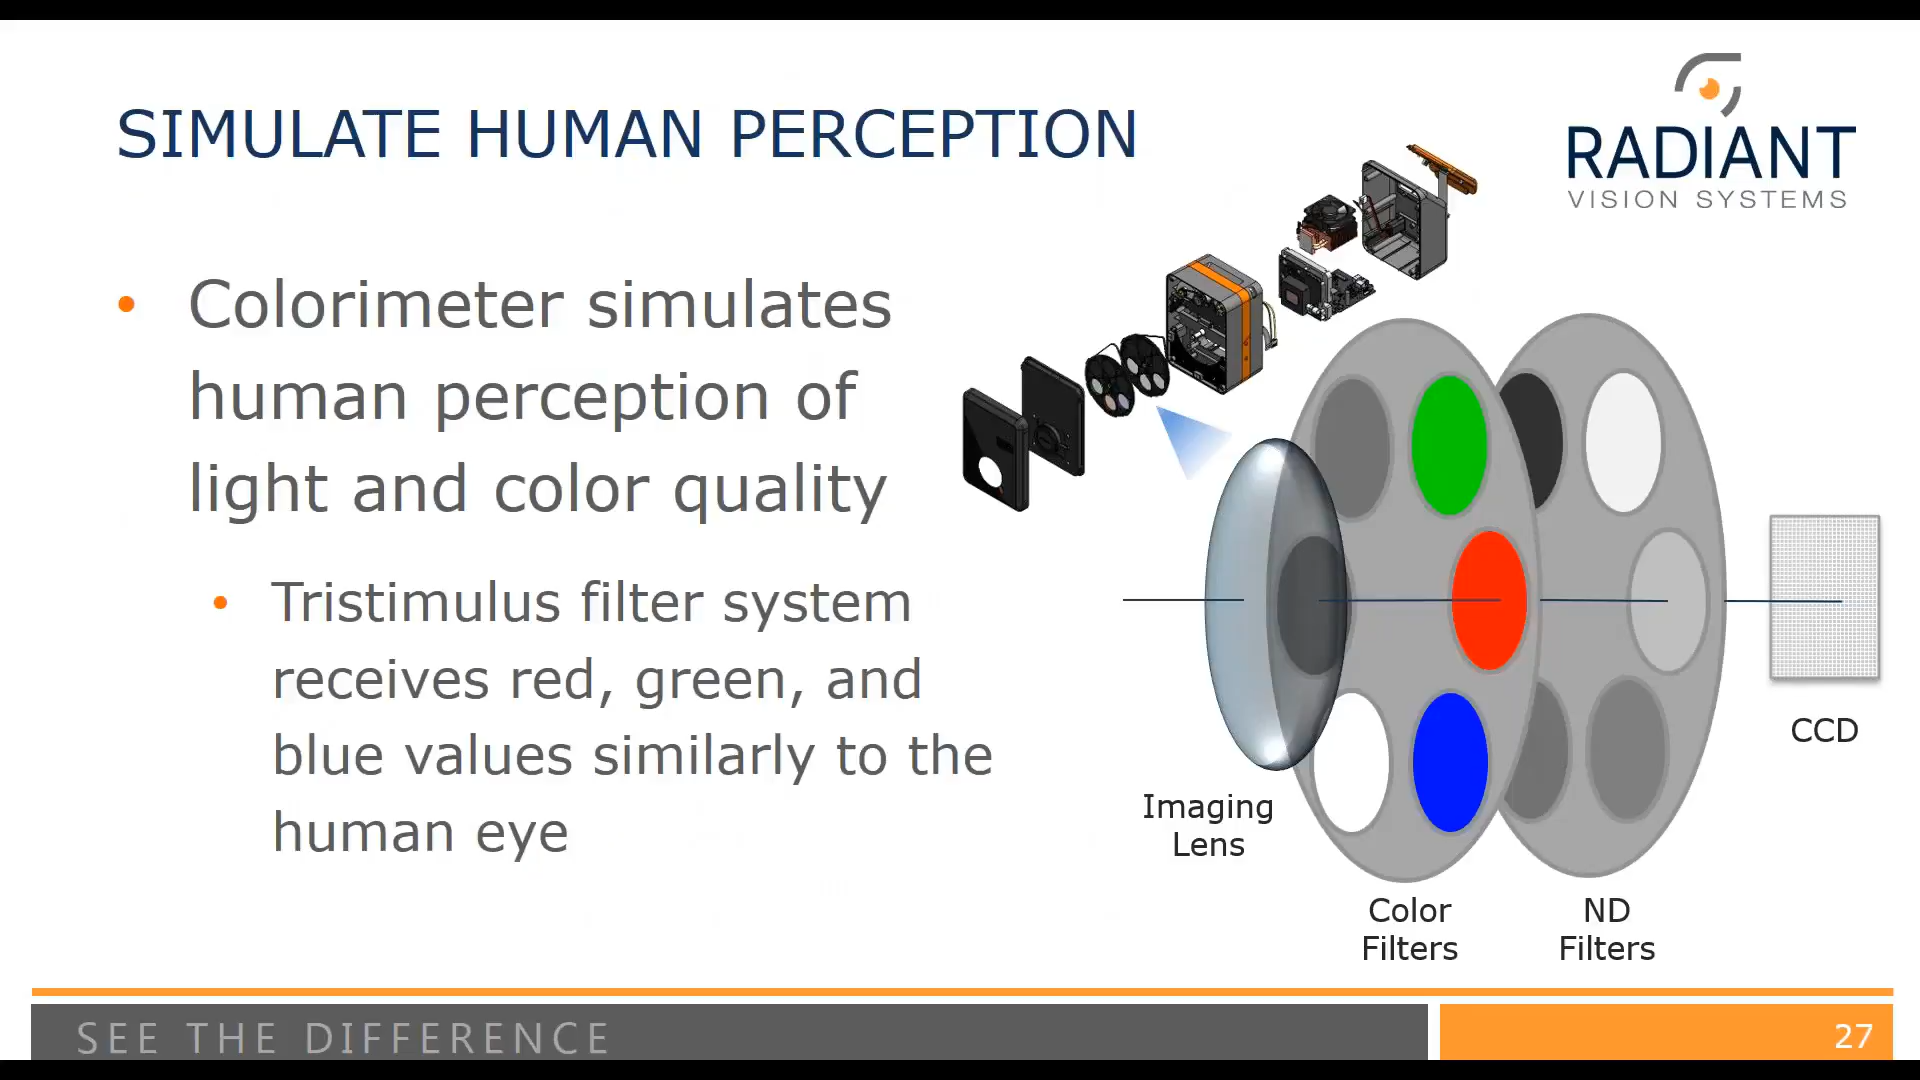 SIMULATE HUMAN PERCEPTION
RADIANT
VISION SYSTEMS
• Colorimeter simulates
human perception of
light and color quality
• Tristimulus filter system
receives red, green, and
blue values similarly to the
human eye
Imaging
Lens
Color
Filters
ND
Filters
CCD
SEE THE DIFFERENCE
27